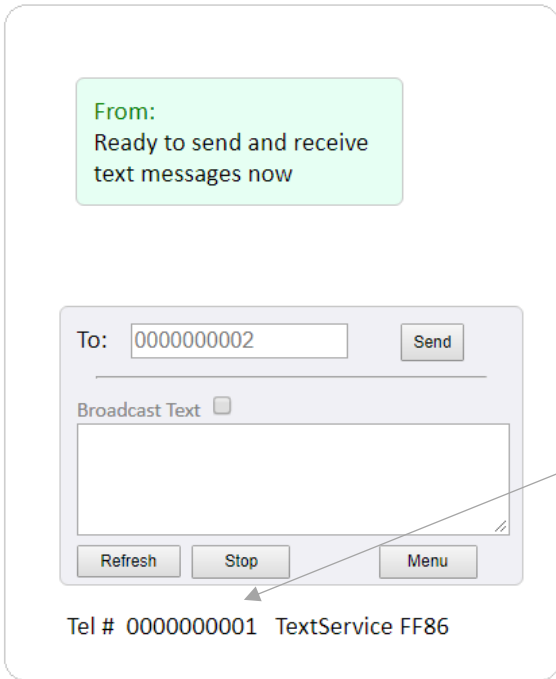 From:
Ready to send and receive
text messages now
To: 0000000002 Send
Broadcast Text
Refresh Stop Menu
Tel # 0000000001 TextService FF86